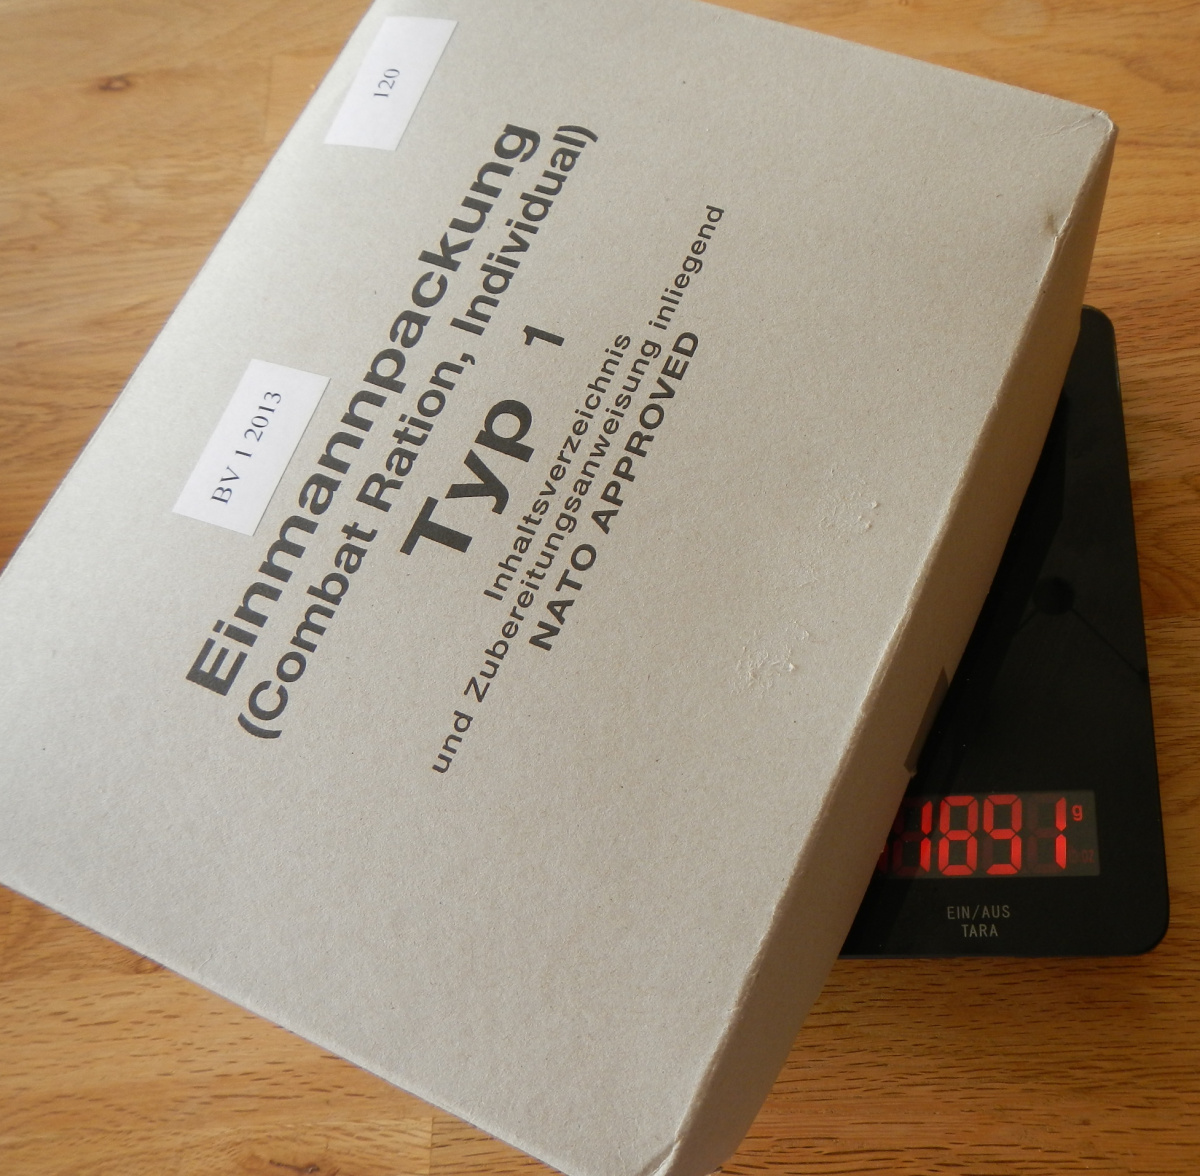 120
BV 1 2013
Einmannpackung
(Combat Ration, Individual)
Typ 1
Inhaltsverzeichnis
und Zubereitungsanweisung inliegend
NATO APPROVED
1891 g
EIN/AUS
TARA